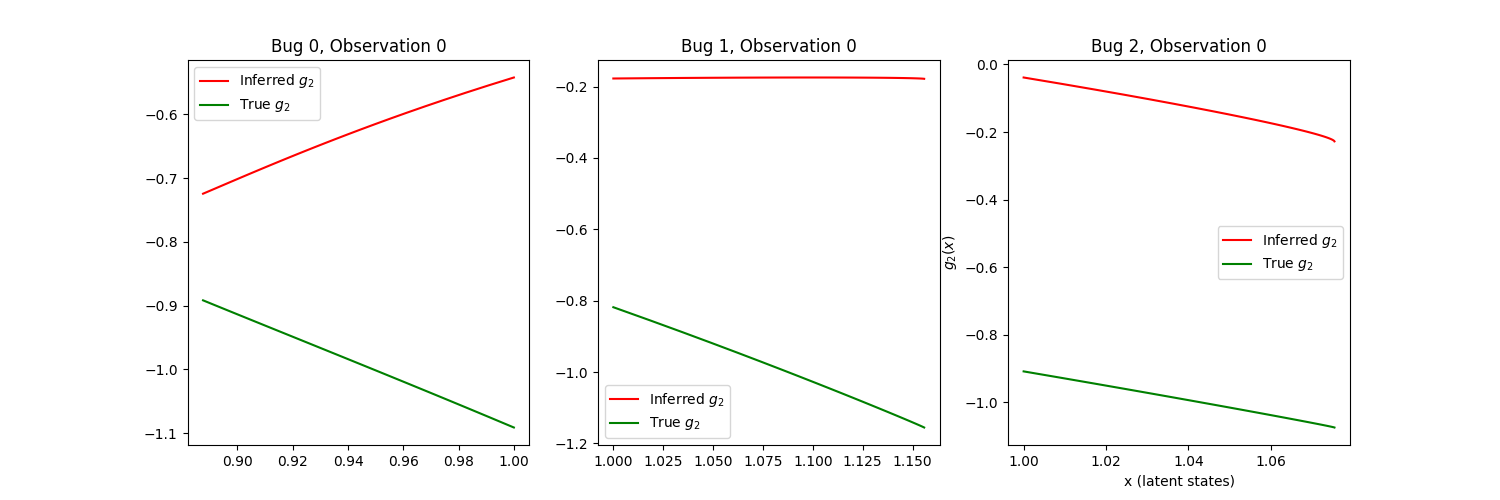 Bug 0, Observation 0
Inferred g₂
True g₂
−0.6
−0.7
−0.8
−0.9
−1.0
−1.1
0.90 0.92 0.94 0.96 0.98 1.00
Bug 1, Observation 0
−0.2
−0.4
−0.6
−0.8
−1.0
−1.2
Inferred g₂
True g₂
1.000 1.025 1.050 1.075 1.100 1.125 1.150
Bug 2, Observation 0
g₂(x)
0.0
−0.2
−0.4
−0.6
−0.8
−1.0
Inferred g₂
True g₂
1.00 1.02 1.04 1.06
x (latent states)